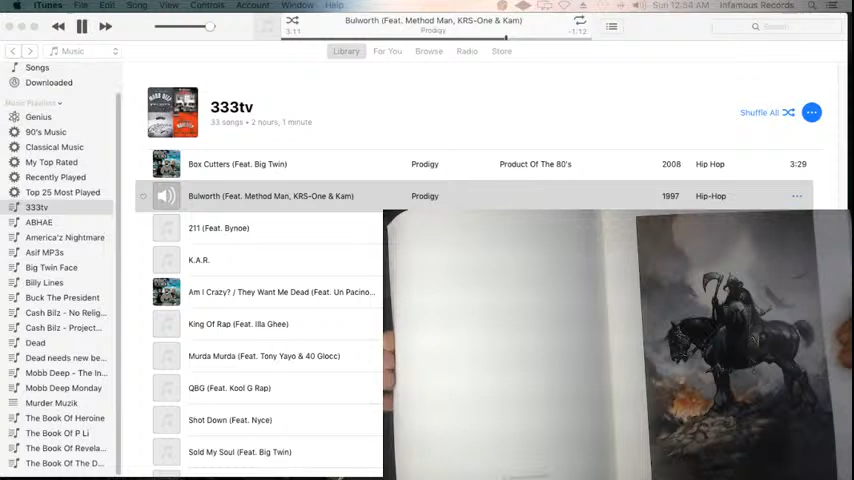 iTunes File Edit Song View Controls Account Window Help Sun 12:54 AM Infamous Records
Bulworth (Feat. Method Man, KRS-One & Kam)
Prodigy
3:11
-1:12
Search
Music
Library For You Browse Radio Store
Songs
Downloaded
Music Playlists
Genius
90's Music
Classical Music
My Top Rated
Recently Played
Top 25 Most Played
333tv
ABHAE
America'z Nightmare
Asif MP3s
Big Twin Face
Billy Lines
Buck The President
Cash Bilz - No Relig...
Cash Bilz - Project...
Dead
Dead needs new be...
Mobb Deep - The In...
Mobb Deep Monday
Murder Muzik
The Book Of Heroine
The Book Of P Li
The Book Of Revela...
The Book Of The D...
333tv
33 songs • 2 hours, 1 minute
Shuffle All
Box Cutters (Feat. Big Twin) Prodigy Product Of The 80's 2008 Hip Hop 3:29
Bulworth (Feat. Method Man, KRS-One & Kam) Prodigy 1997 Hip-Hop
211 (Feat. Bynoe)
K.A.R.
Am I Crazy? / They Want Me Dead (Feat. Un Pacino...
King Of Rap (Feat. Illa Ghee)
Murda Murda (Feat. Tony Yayo & 40 Glocc)
QBG (Feat. Kool G Rap)
Shot Down (Feat. Nyce)
Sold My Soul (Feat. Big Twin)